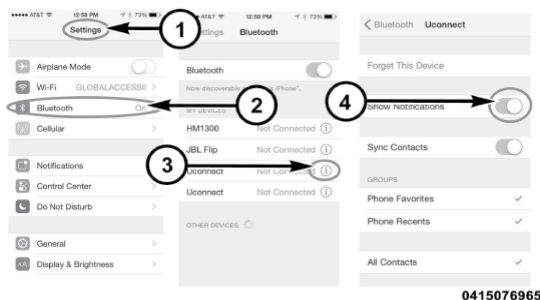 AT&T 12:58 PM 73%
Settings
Airplane Mode
Wi-Fi GLOBALACCESSII
Bluetooth On
Cellular
Notifications
Control Center
Do Not Disturb
General
Display & Brightness
AT&T 12:58 PM 73%
ttings Bluetooth
Bluetooth
Now discoverable iPhone".
MY DEVICES
HM1300 Not Connected
JBL Flip Not Connected
Uconnect Not Connected
Uconnect Not Connected
OTHER DEVICES
Bluetooth Uconnect
Forget This Device
Show Notifications
Sync Contacts
GROUPS
Phone Favorites
Phone Recents
All Contacts
1
2
3
4
0415076965